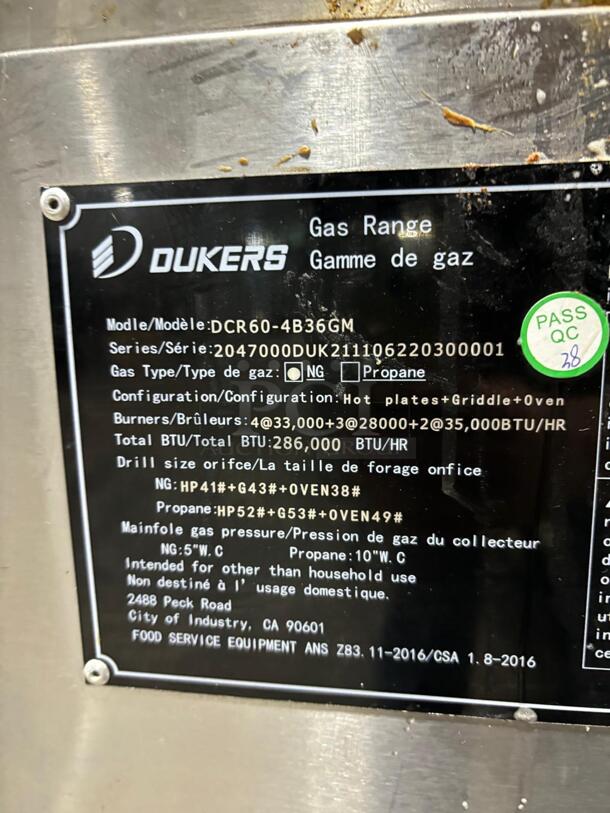 DUKERS
Gas Range
Gamme de gaz
Modle/Modèle:DCR60-4B36GM
Series/Série:2047000DUK211106220300001
Gas Type/Type de gaz: NG Propane
Configuration/Configuration:Hot plates+Griddle+Oven
Burners/Brûleurs:4@33,000+3@28000+2@35,000BTU/HR
Total BTU/Total BTU:286,000 BTU/HR
Drill size orifce/La taille de forage onfice
NG:HP41#+G43#+OVEN38#
Propane:HP52#+G53#+OVEN49#
Mainfole gas pressure/Pression de gaz du collecteur
NG:5"W.C Propane:10"W.C
Intended for other than household use
Non destiné à l' usage domestique.
2488 Peck Road
City of Industry, CA 90601
FOOD SERVICE EQUIPMENT ANS Z83.11-2016/CSA 1.8-2016
PASS
QC
38